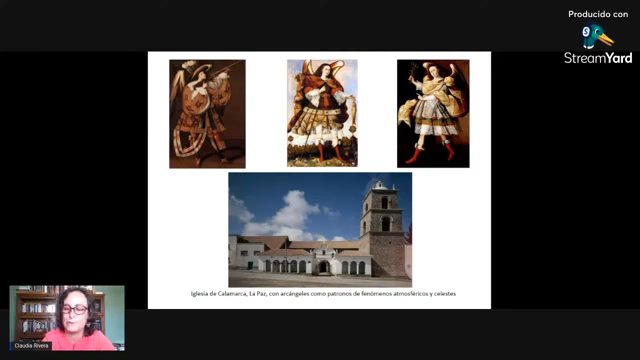 Producido con
StreamYard
Iglesia de Calamarca, La Paz, con arcángeles como patronos de fenómenos atmosféricos y celestes
Claudia Rivera